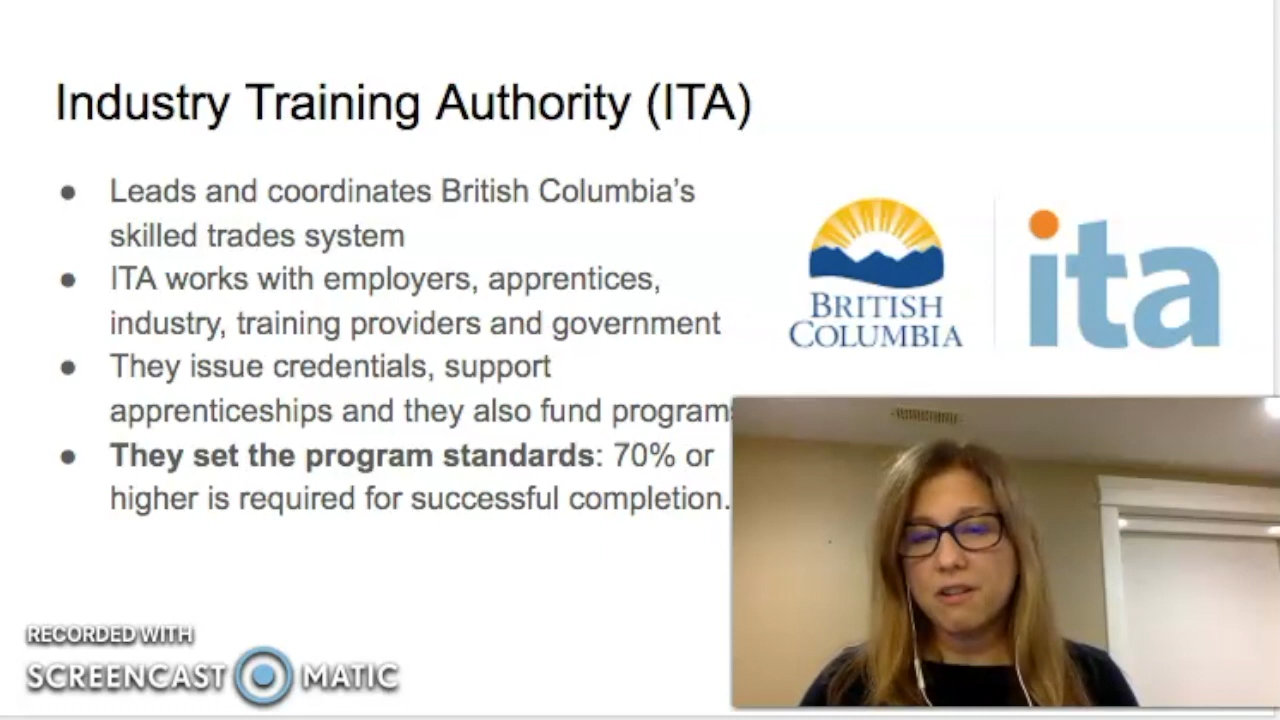 Industry Training Authority (ITA)
● Leads and coordinates British Columbia’s
skilled trades system
● ITA works with employers, apprentices,
industry, training providers and government
● They issue credentials, support
apprenticeships and they also fund programs
● They set the program standards: 70% or
higher is required for successful completion.
BRITISH
COLUMBIA
ita
RECORDED WITH
SCREENCAST MATIC